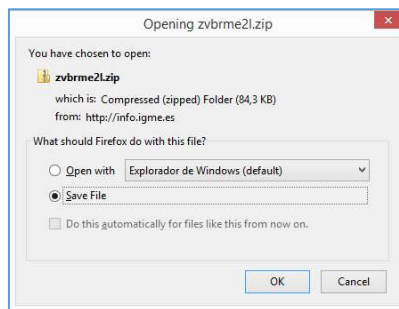 Opening zvbrme2l.zip
You have chosen to open:
zvbrme2l.zip
which is: Compressed (zipped) Folder (84,3 KB)
from: http://info.igme.es
What should Firefox do with this file?
Open with Explorador de Windows (default)
Save File
Do this automatically for files like this from now on.
OK Cancel